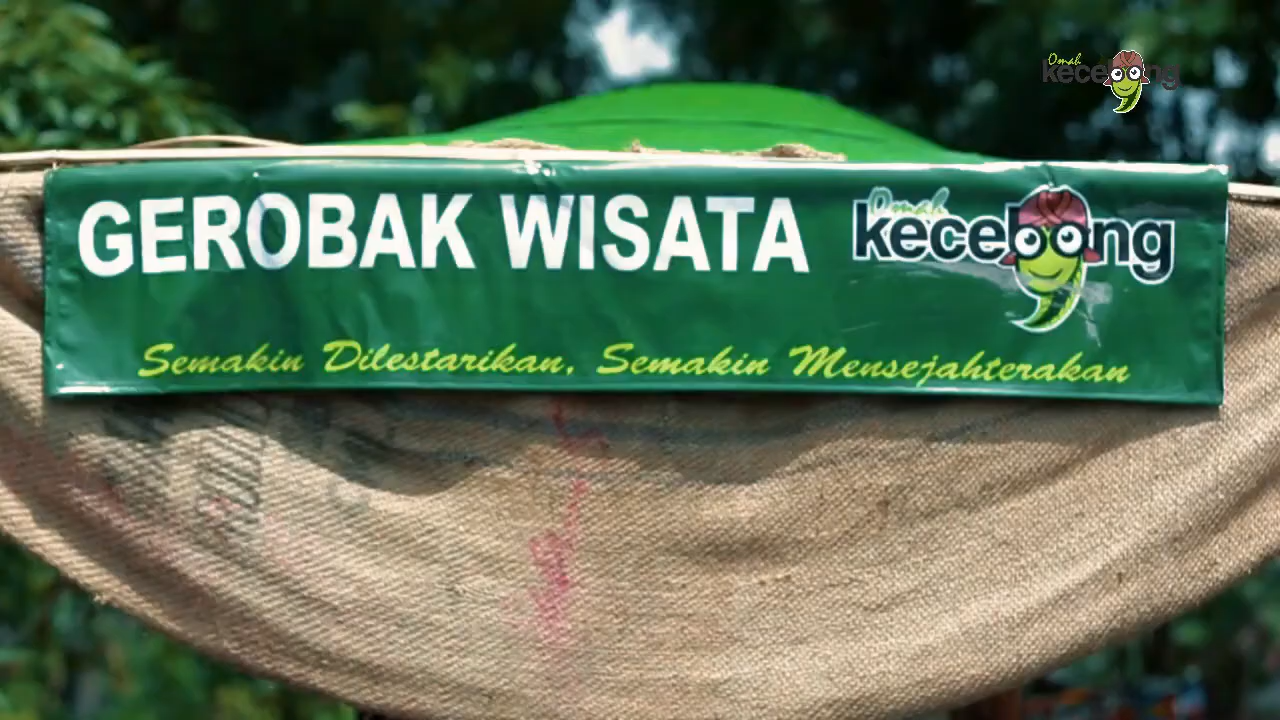 Omah
kecebong
GEROBAK WISATA
Omah
kecebong
Semakin Dilestarikan, Semakin Mensejahterakan